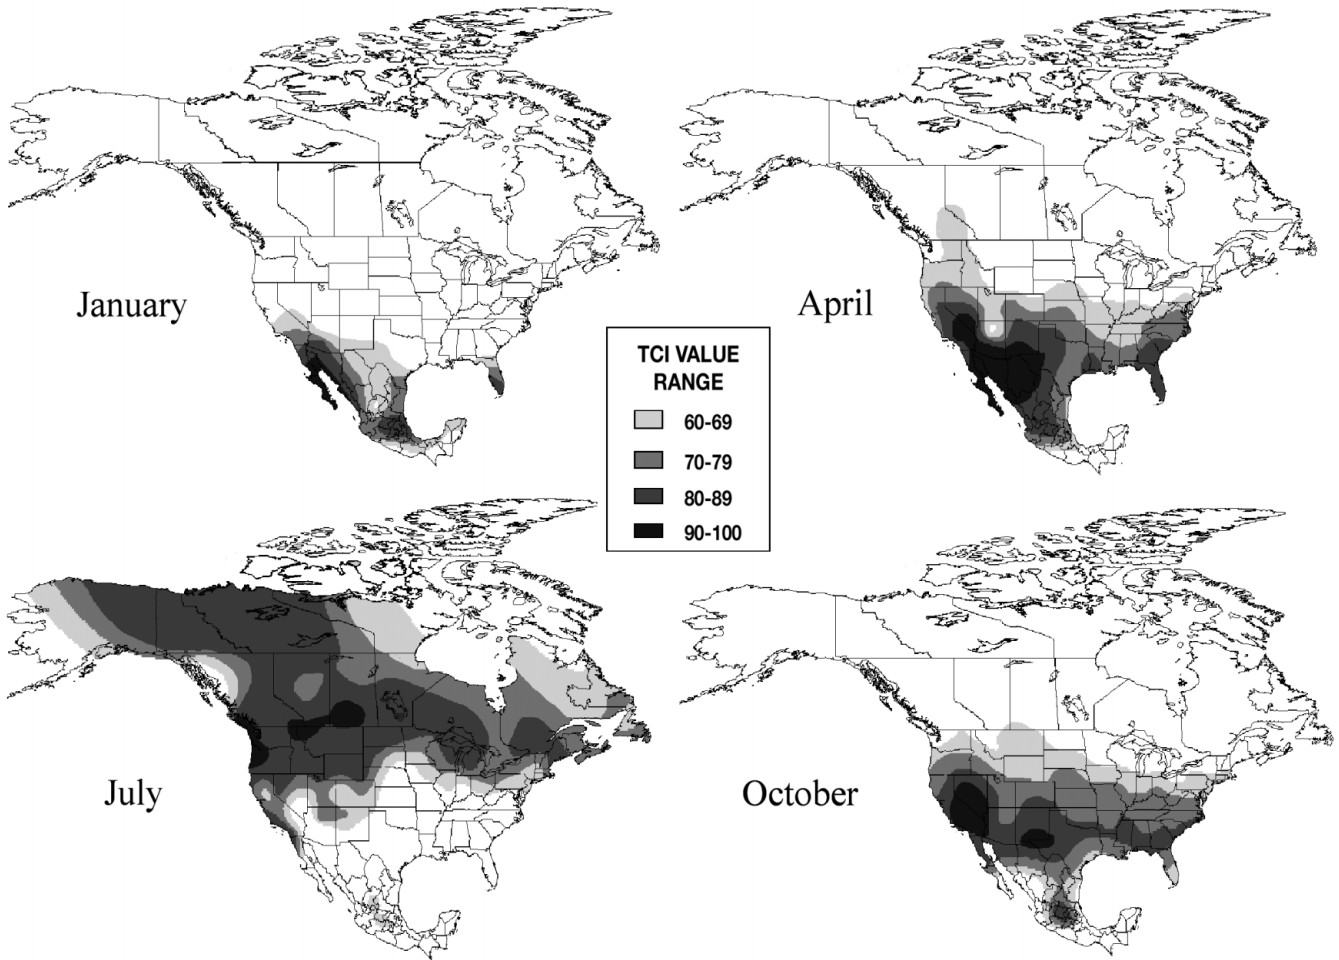 January
April
TCI VALUE
RANGE
60-69
70-79
80-89
90-100
July
October